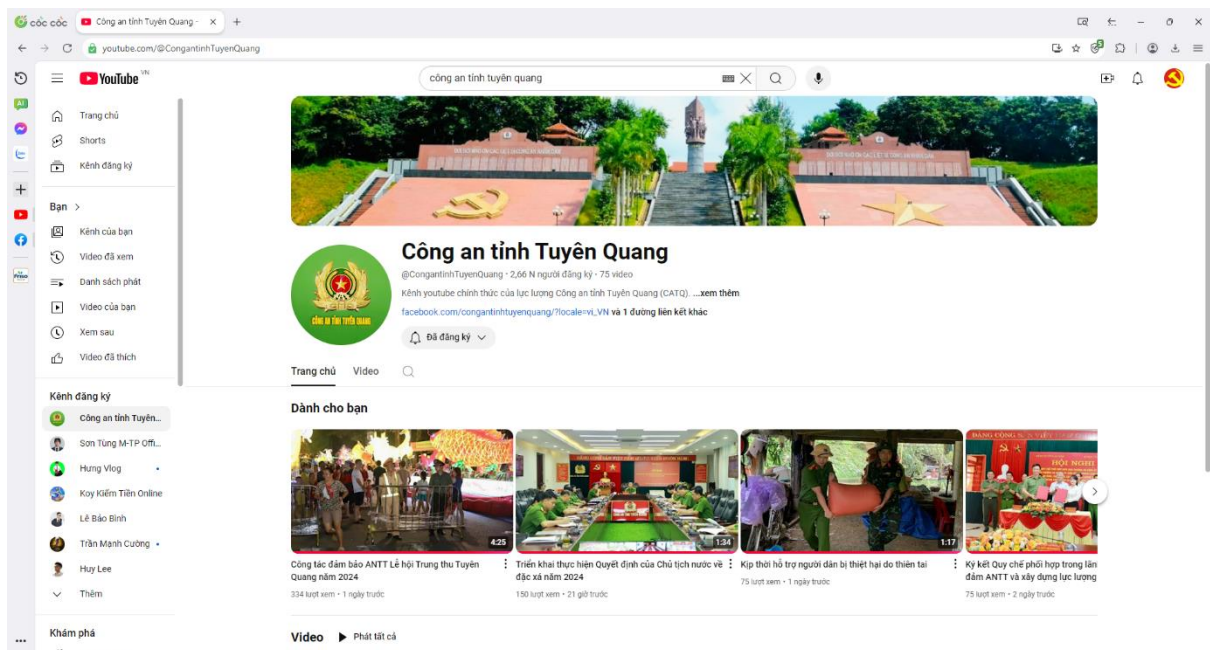 cốc cốc
Công an tỉnh Tuyên Quang -
youtube.com/@CongantinhTuyenQuang
YouTube VN
công an tỉnh tuyên quang
Trang chủ
Shorts
Kênh đăng ký
Bạn
Kênh của bạn
Video đã xem
Danh sách phát
Video của bạn
Xem sau
Video đã thích
Kênh đăng ký
Công an tỉnh Tuyên...
Sơn Tùng M-TP Offi...
Hưng Vlog
Koy Kiếm Tiền Online
Lê Bảo Bình
Trần Mạnh Cường
Huy Lee
Thêm
Khám phá
CÔNG AN TỈNH TUYÊN QUANG
Công an tỉnh Tuyên Quang
@CongantinhTuyenQuang • 2,66 N người đăng ký • 75 video
Kênh youtube chính thức của lực lượng Công an tỉnh Tuyên Quang (CATQ). ...xem thêm
facebook.com/congantinhtuyenquang/?locale=vi_VN và 1 đường liên kết khác
Đã đăng ký
Trang chủ Video
Dành cho bạn
4:25
Công tác đảm bảo ANTT Lễ hội Trung thu Tuyên
Quang năm 2024
334 lượt xem • 1 ngày trước
1:34
Triển khai thực hiện Quyết định của Chủ tịch nước về
đặc xá năm 2024
150 lượt xem • 21 giờ trước
1:17
Kịp thời hỗ trợ người dân bị thiệt hại do thiên tai
75 lượt xem • 1 ngày trước
HỘI NGHỊ
Ký kết Quy chế phối hợp trong lĩn
đảm ANTT và xây dựng lực lượng
75 lượt xem • 2 ngày trước
Video Phát tất cả